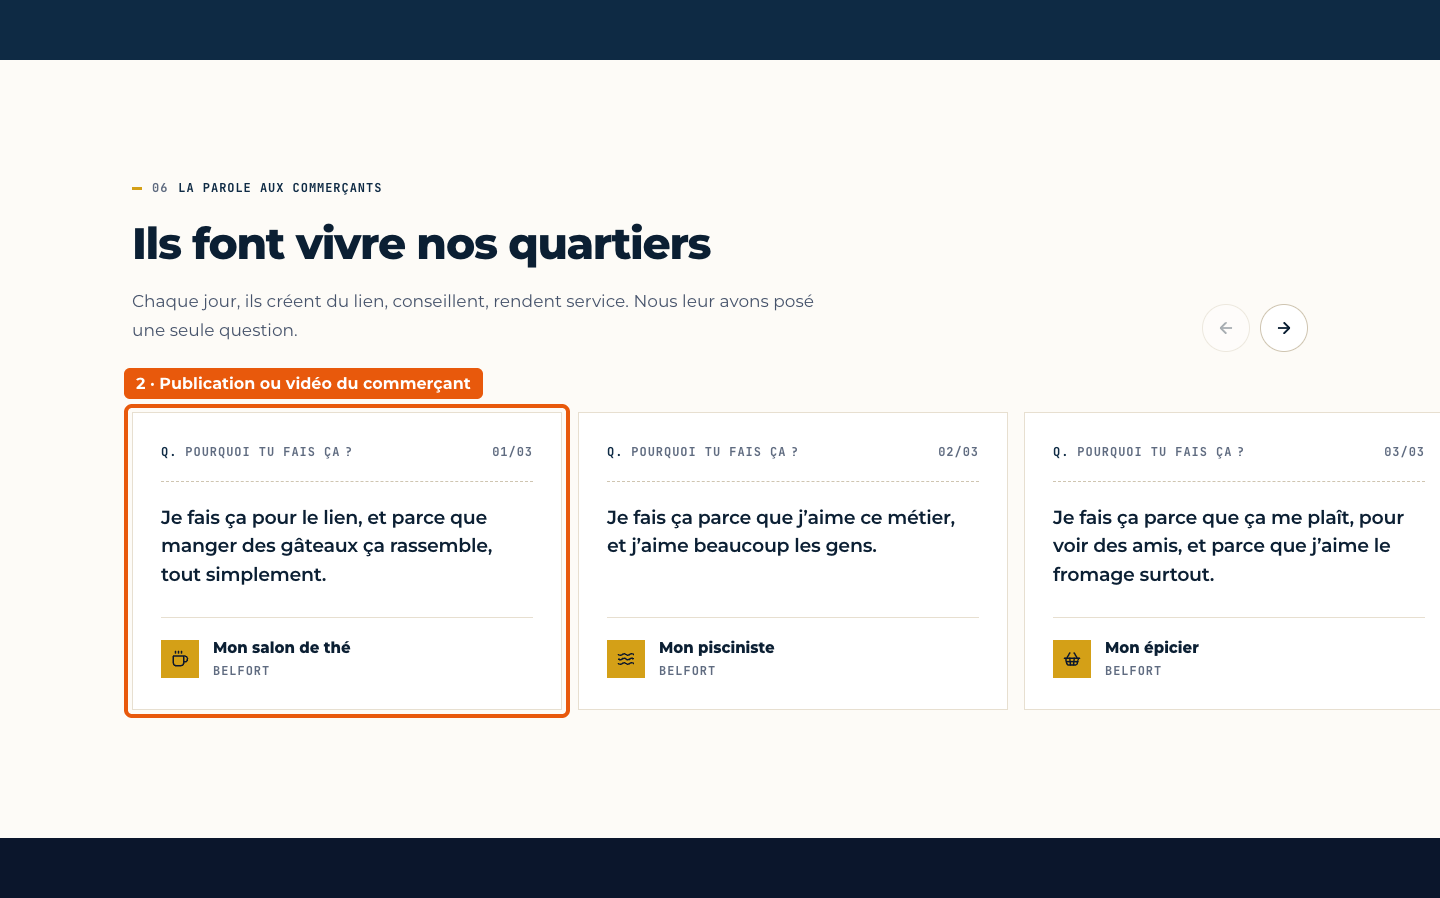 06 LA PAROLE AUX COMMERÇANTS
Ils font vivre nos quartiers
Chaque jour, ils créent du lien, conseillent, rendent service. Nous leur avons posé
une seule question.
2 · Publication ou vidéo du commerçant
Q. POURQUOI TU FAIS ÇA ? 01/03
Je fais ça pour le lien, et parce que
manger des gâteaux ça rassemble,
tout simplement.
Mon salon de thé
BELFORT
Q. POURQUOI TU FAIS ÇA ? 02/03
Je fais ça parce que j’aime ce métier,
et j’aime beaucoup les gens.
Mon pisciniste
BELFORT
Q. POURQUOI TU FAIS ÇA ? 03/03
Je fais ça parce que ça me plaît, pour
voir des amis, et parce que j’aime le
fromage surtout.
Mon épicier
BELFORT